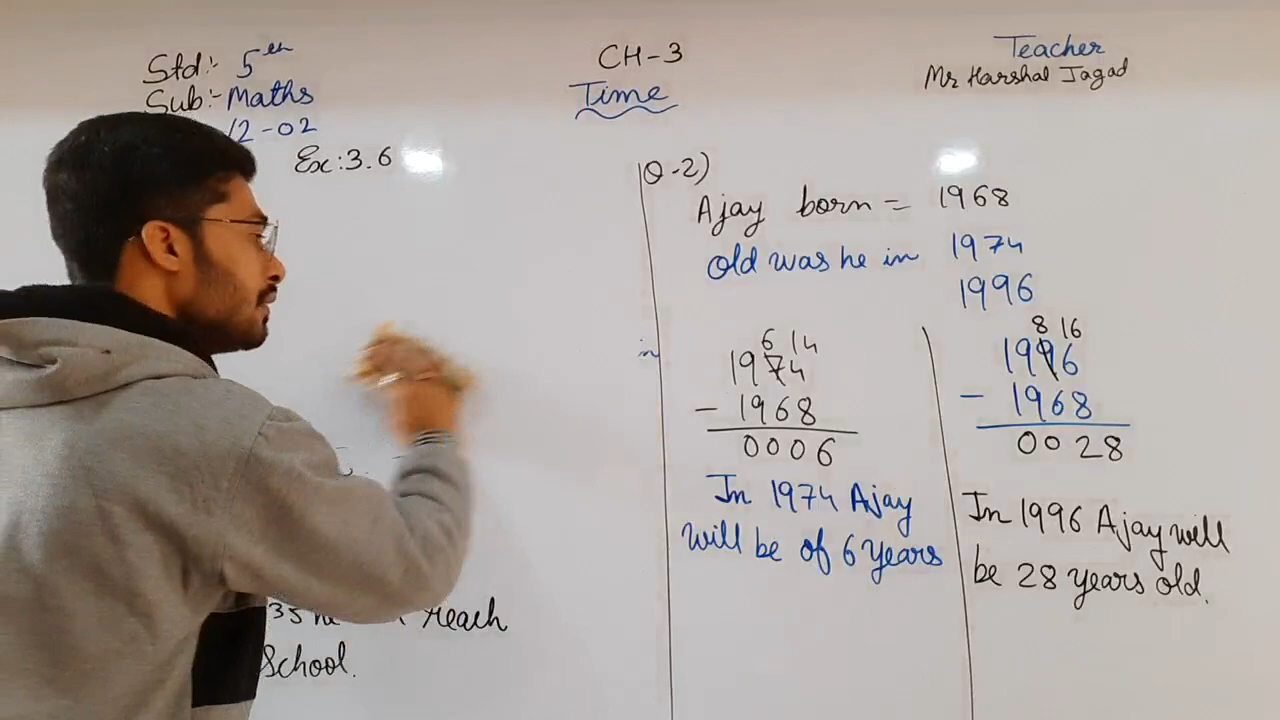 Std:- 5th
Sub:- Maths
12-02
Ex: 3.6
CH-3
Time
Teacher
Mr Harshal Jagad
Q-2)
Ajay born = 1968
old was he in 1974
1996
in
6 14
1974
- 1968
0006
In 1974 Ajay
will be of 6 years
8 16
1996
- 1968
0028
In 1996 Ajay will
be 28 years old.
35 reach
School.